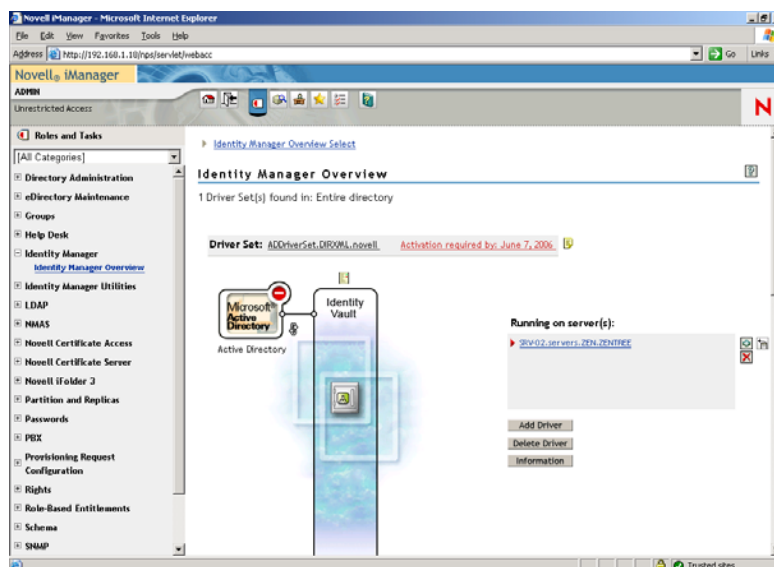 Novell iManager - Microsoft Internet Explorer
File Edit View Favorites Tools Help
Address http://192.168.1.10/nps/servlet/webacc Go Links
Novell® iManager
ADMIN
Unrestricted Access
N
Roles and Tasks
[All Categories]
Directory Administration
eDirectory Maintenance
Groups
Help Desk
Identity Manager
Identity Manager Overview
Identity Manager Utilities
LDAP
NMAS
Novell Certificate Access
Novell Certificate Server
Novell iFolder 3
Partition and Replicas
Passwords
PBX
Provisioning Request
Configuration
Rights
Role-Based Entitlements
Schema
SNMP
Identity Manager Overview Select
Identity Manager Overview
1 Driver Set(s) found in: Entire directory
Driver Set: ADDriverSet.DIRXML.novell Activation required by: June 7, 2006
Microsoft
Active
Directory
Active Directory
Identity
Vault
Running on server(s):
SRV-02.servers.ZEN.ZENTREE
Add Driver
Delete Driver
Information
Trusted sites